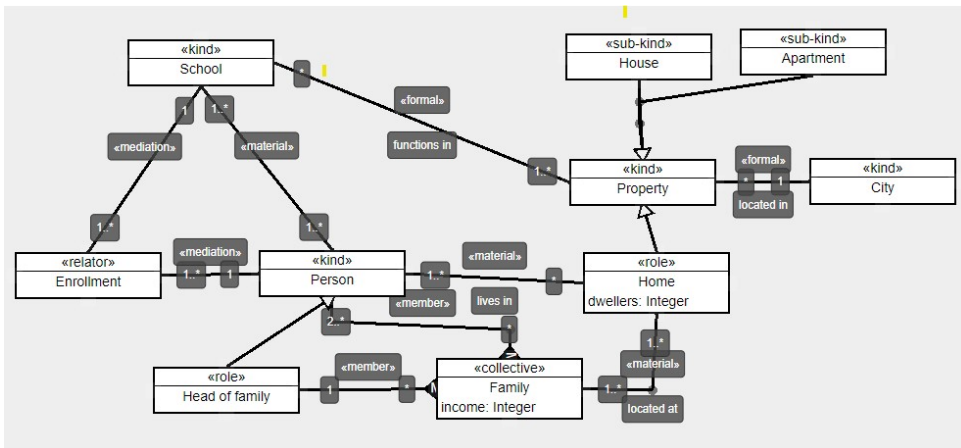 «kind»
School
«sub-kind»
House
«sub-kind»
Apartment
*
«formal»
functions in
1..*
1
1..*
«mediation»
«material»
1..*
1..*
«kind»
Property
«formal»
* 1
located in
«kind»
City
«relator»
Enrollment
«mediation»
1..* 1
«kind»
Person
«material»
1..* *
«role»
Home
dwellers: Integer
«member»
lives in
2..*
*
«role»
Head of family
«member»
1 *
«collective»
Family
income: Integer
1..*
«material»
1..*
located at